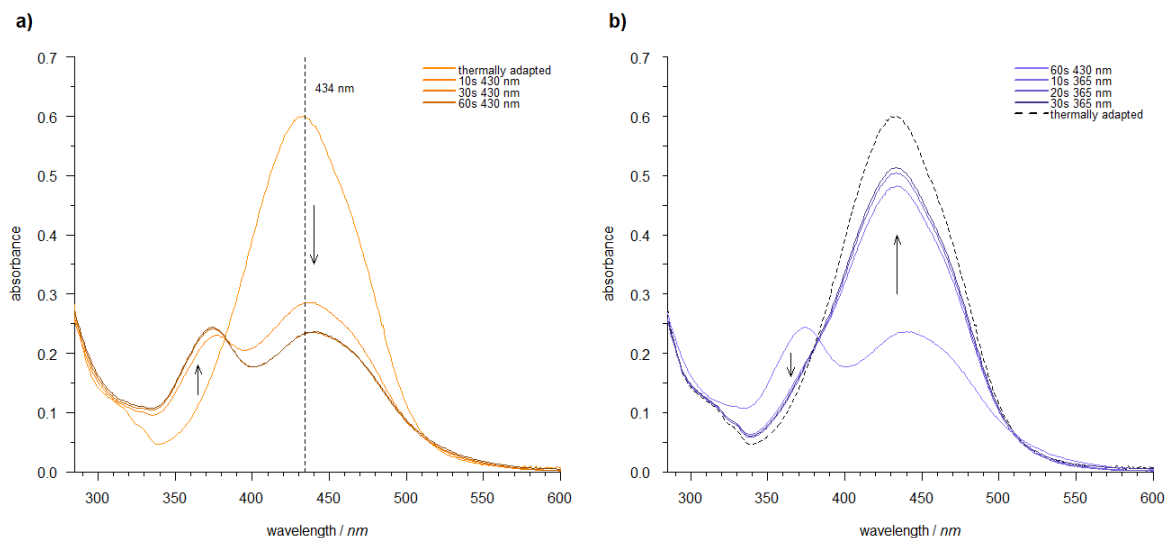 a)
0.7
0.6
0.5
0.4
0.3
0.2
0.1
0.0
absorbance
300 350 400 450 500 550 600
wavelength / nm
434 nm
thermally adapted
10s 430 nm
30s 430 nm
60s 430 nm
b)
0.7
0.6
0.5
0.4
0.3
0.2
0.1
0.0
absorbance
300 350 400 450 500 550 600
wavelength / nm
60s 430 nm
10s 365 nm
20s 365 nm
30s 365 nm
thermally adapted